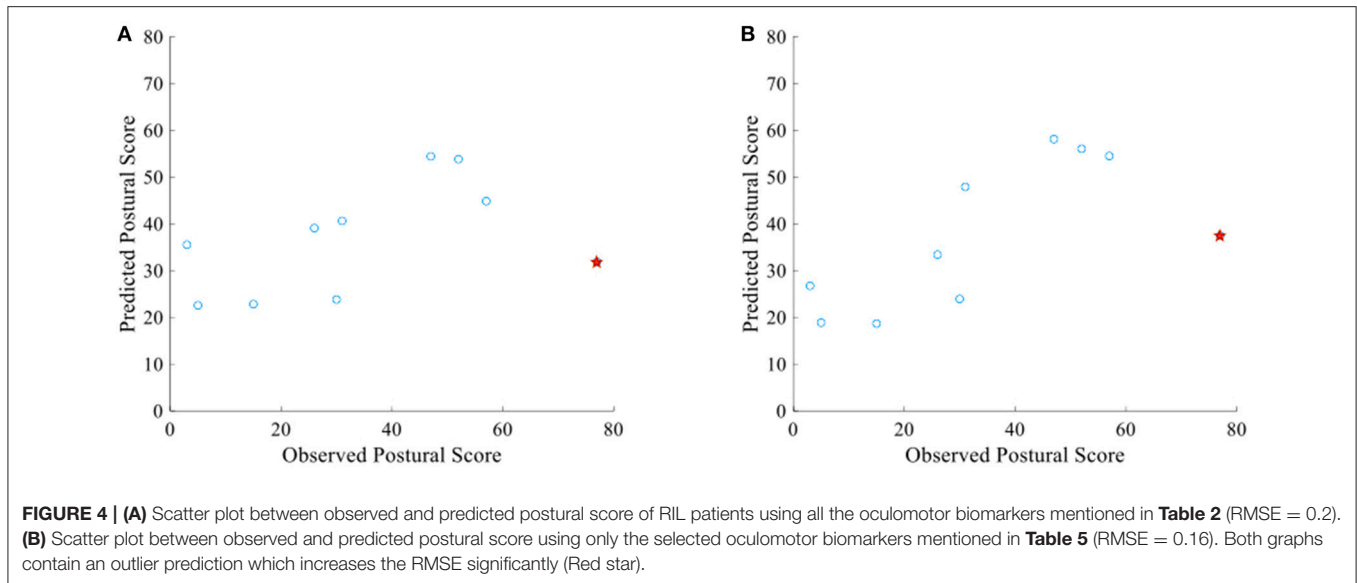 A
80
70
60
50
40
30
20
10
0
Predicted Postural Score
0 20 40 60 80
Observed Postural Score
B
80
70
60
50
40
30
20
10
0
Predicted Postural Score
0 20 40 60 80
Observed Postural Score
FIGURE 4 | (A) Scatter plot between observed and predicted postural score of RIL patients using all the oculomotor biomarkers mentioned in Table 2 (RMSE = 0.2).
(B) Scatter plot between observed and predicted postural score using only the selected oculomotor biomarkers mentioned in Table 5 (RMSE = 0.16). Both graphs
contain an outlier prediction which increases the RMSE significantly (Red star).